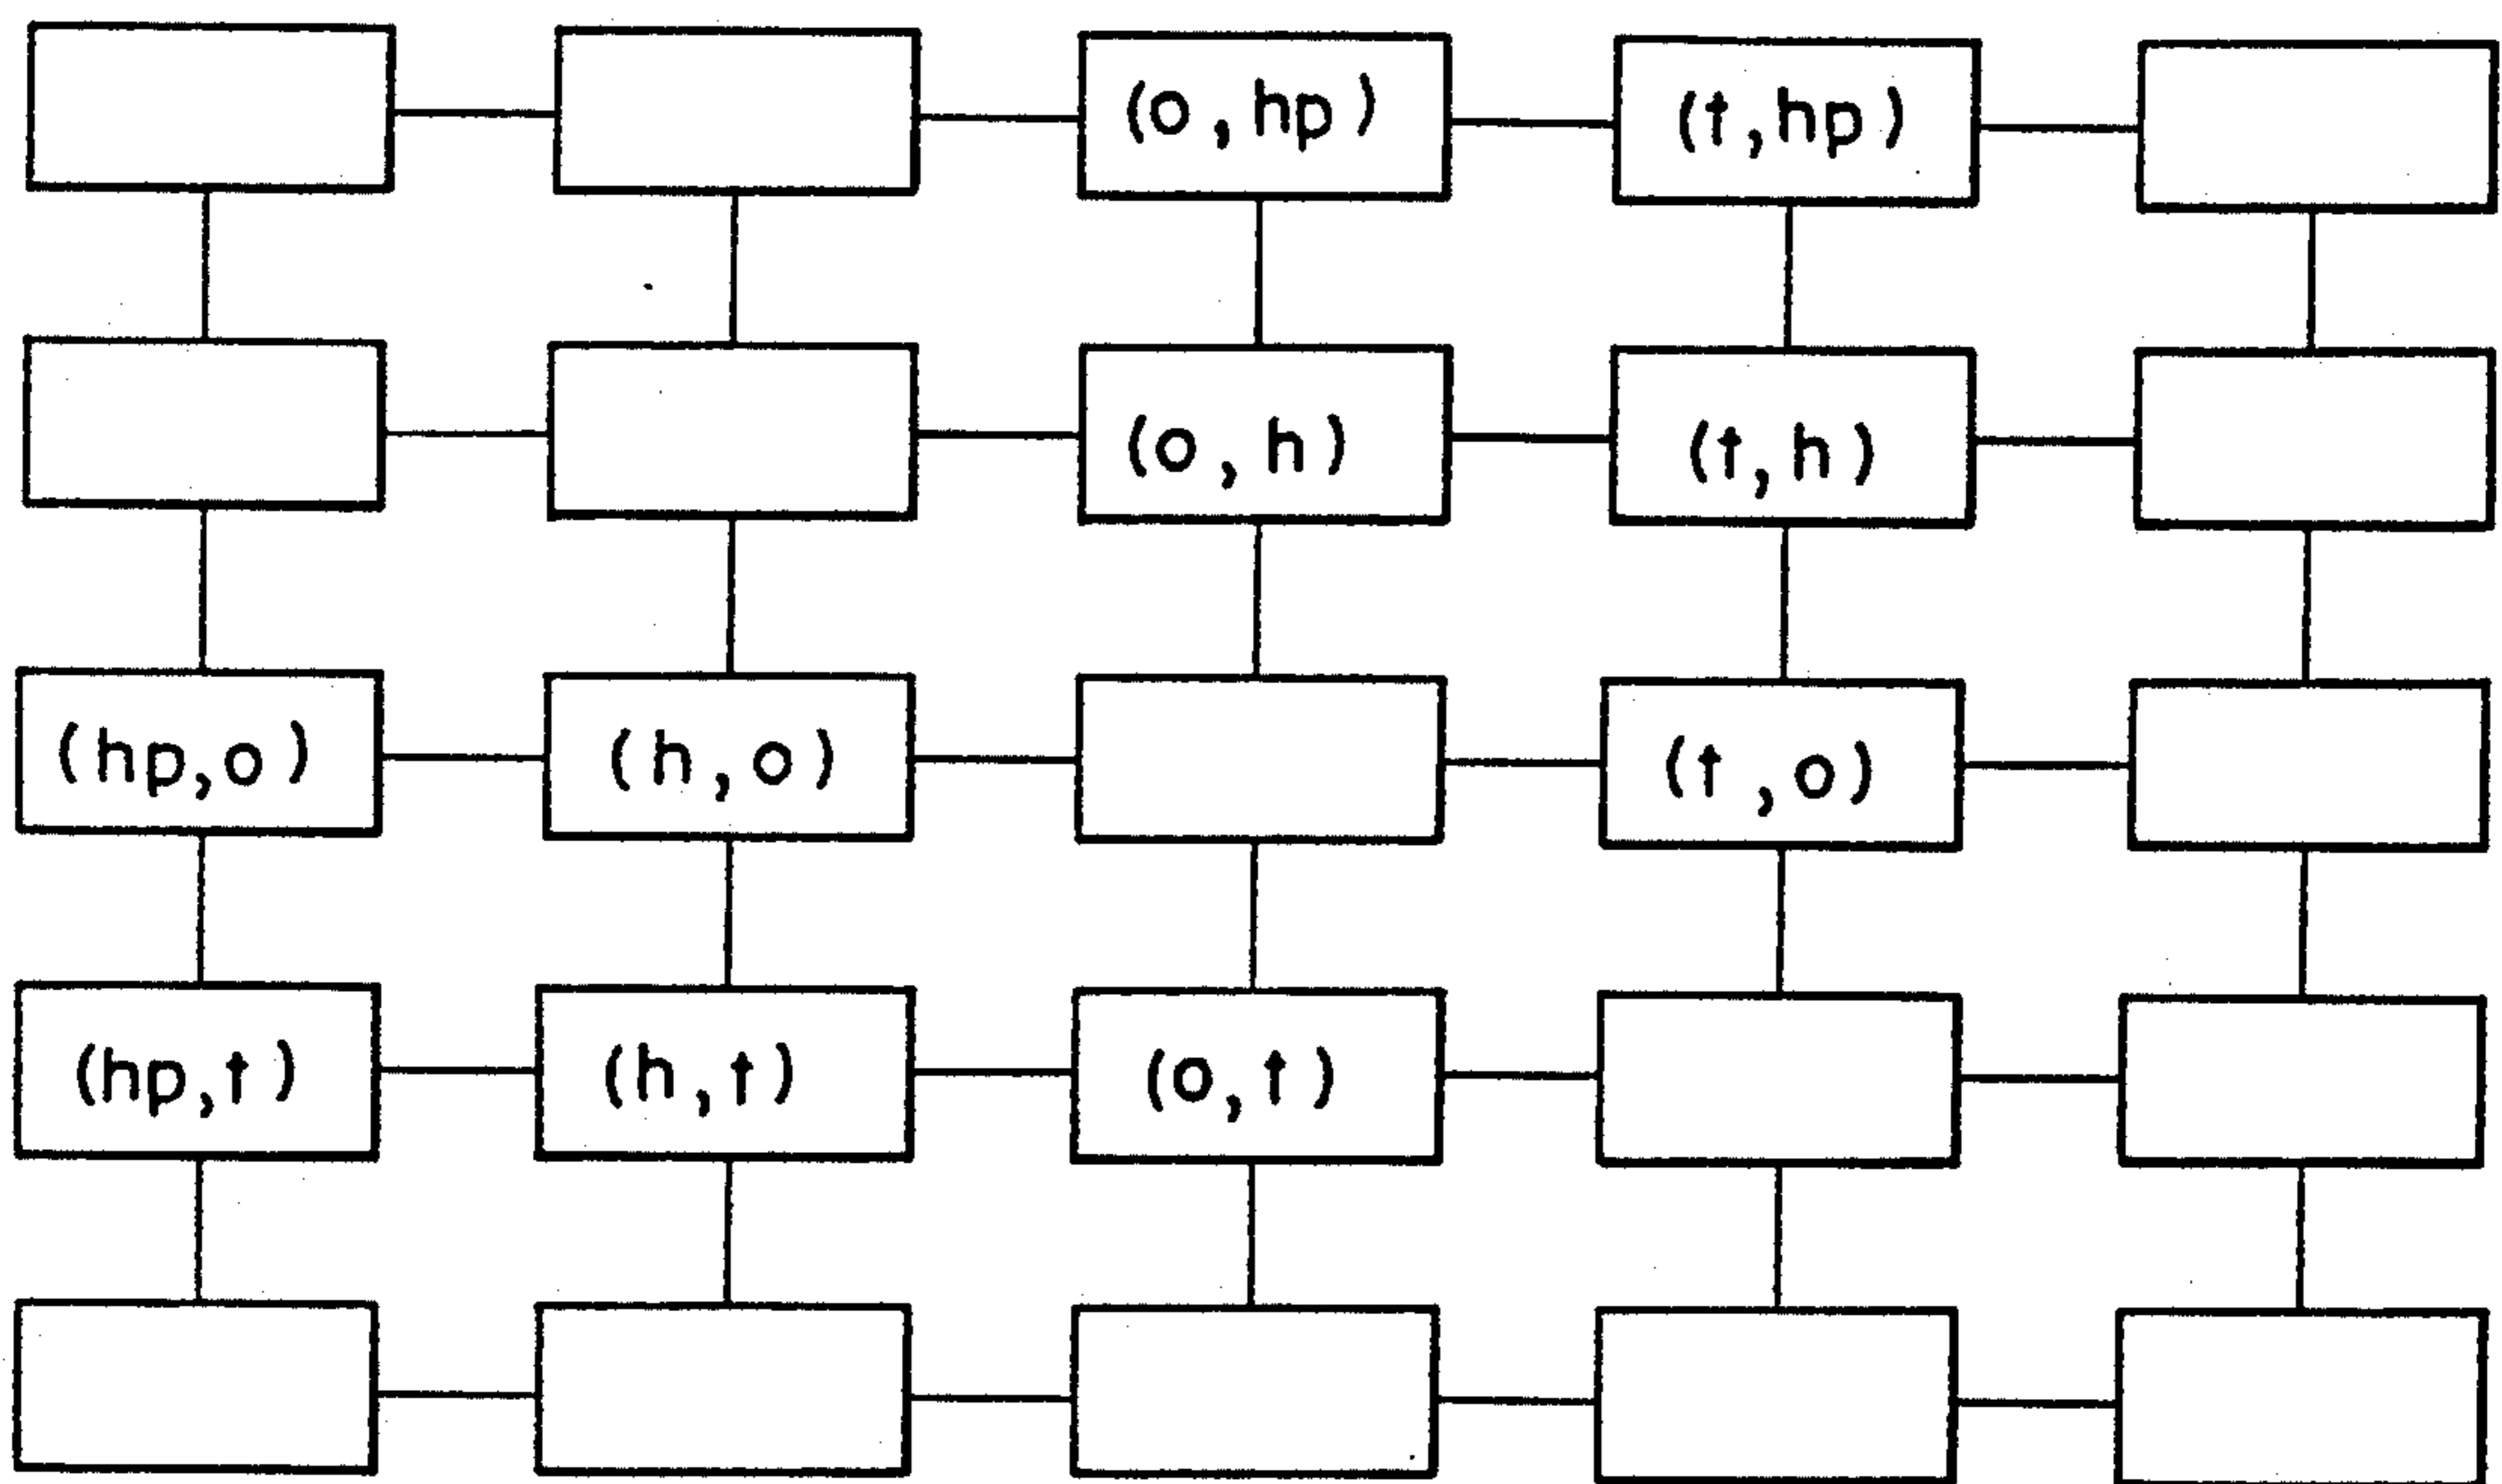 (o,hp) (t,hp)
(o,h) (t,h)
(hp,o) (h,o) (t,o)
(hp,t) (h,t) (o,t)